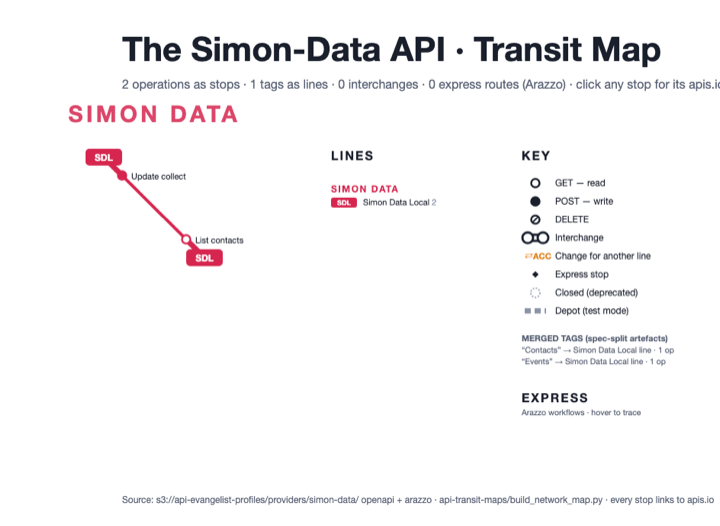 The Simon-Data API · Transit Map
2 operations as stops · 1 tags as lines · 0 interchanges · 0 express routes (Arazzo) · click any stop for its apis.io
SIMON DATA
SDL
Update collect
List contacts
SDL
LINES
SIMON DATA
SDL Simon Data Local 2
KEY
GET — read
POST — write
DELETE
Interchange
⇄ACC Change for another line
Express stop
Closed (deprecated)
Depot (test mode)
MERGED TAGS (spec-split artefacts)
"Contacts" → Simon Data Local line · 1 op
"Events" → Simon Data Local line · 1 op
EXPRESS
Arazzo workflows · hover to trace
Source: s3://api-evangelist-profiles/providers/simon-data/ openapi + arazzo · api-transit-maps/build_network_map.py · every stop links to apis.io